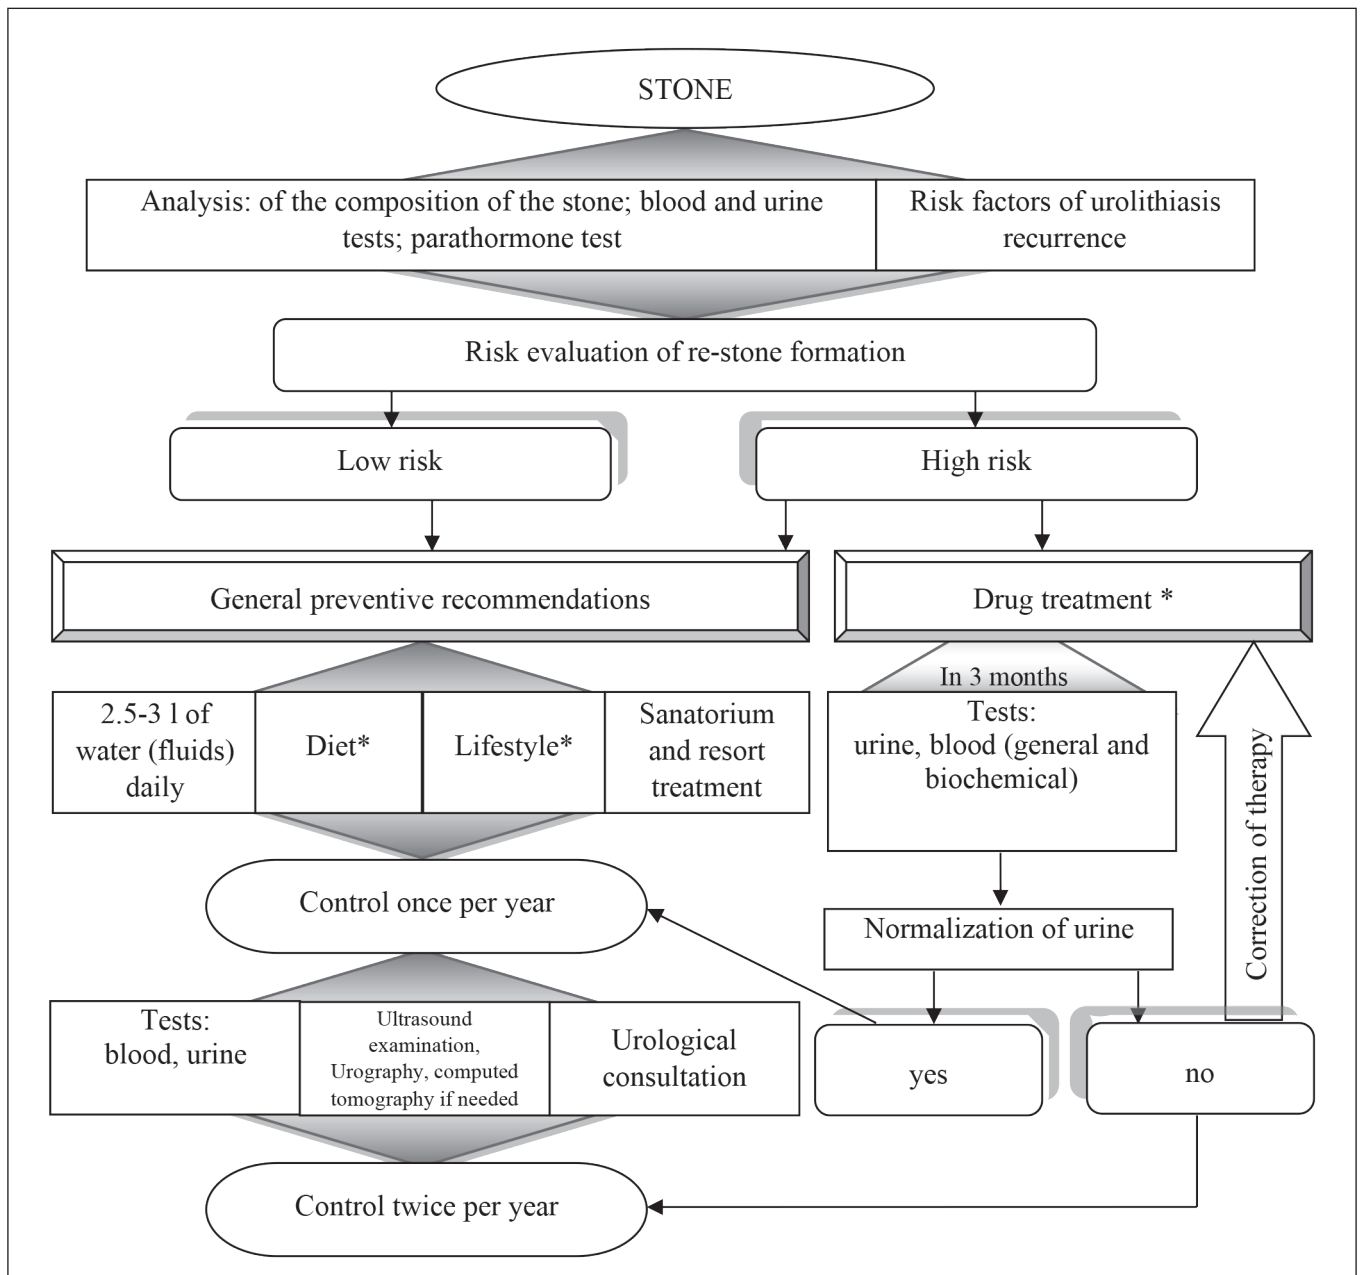 STONE
Analysis: of the composition of the stone; blood and urine
tests; parathormone test
Risk factors of urolithiasis
recurrence
Risk evaluation of re-stone formation
Low risk
High risk
General preventive recommendations
Drug treatment *
2.5-3 l of
water (fluids)
daily
Diet*
Lifestyle*
Sanatorium
and resort
treatment
In 3 months
Tests:
urine, blood (general and
biochemical)
Correction of therapy
Control once per year
Normalization of urine
Tests:
blood, urine
Ultrasound
examination,
Urography, computed
tomography if needed
Urological
consultation
yes
no
Control twice per year